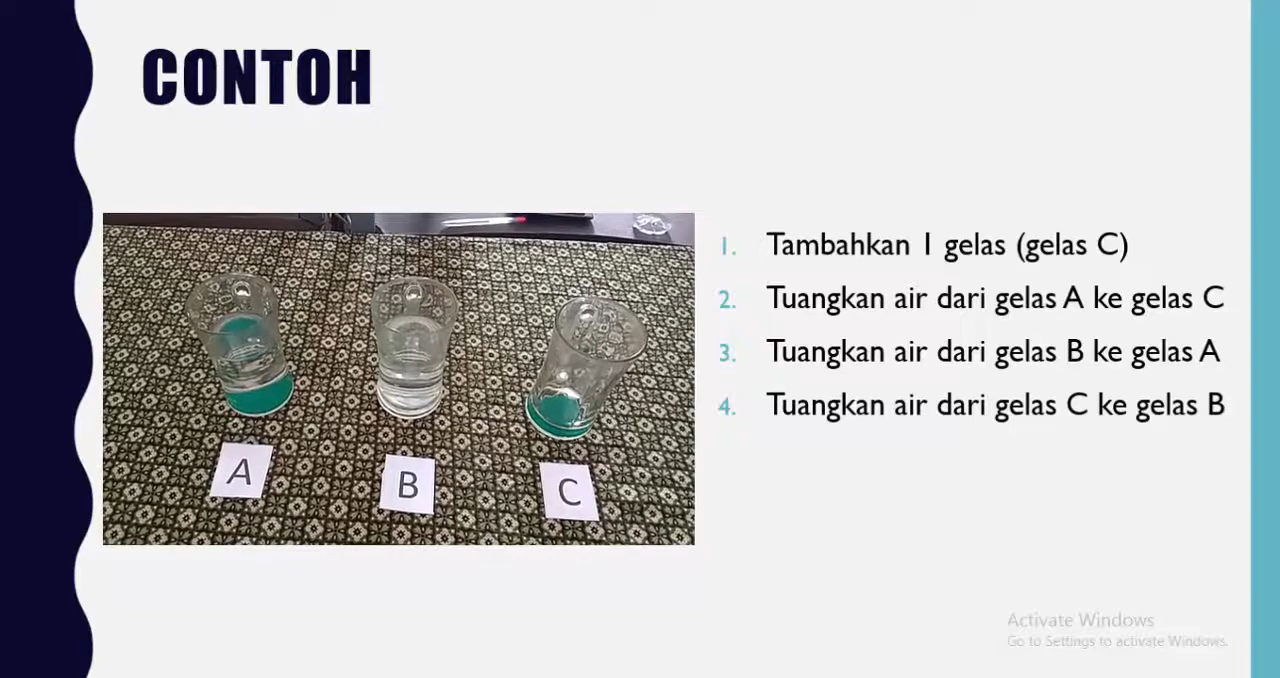 CONTOH
1. Tambahkan 1 gelas (gelas C)
2. Tuangkan air dari gelas A ke gelas C
3. Tuangkan air dari gelas B ke gelas A
4. Tuangkan air dari gelas C ke gelas B
A
B
C
Activate Windows
Go to Settings to activate Windows.